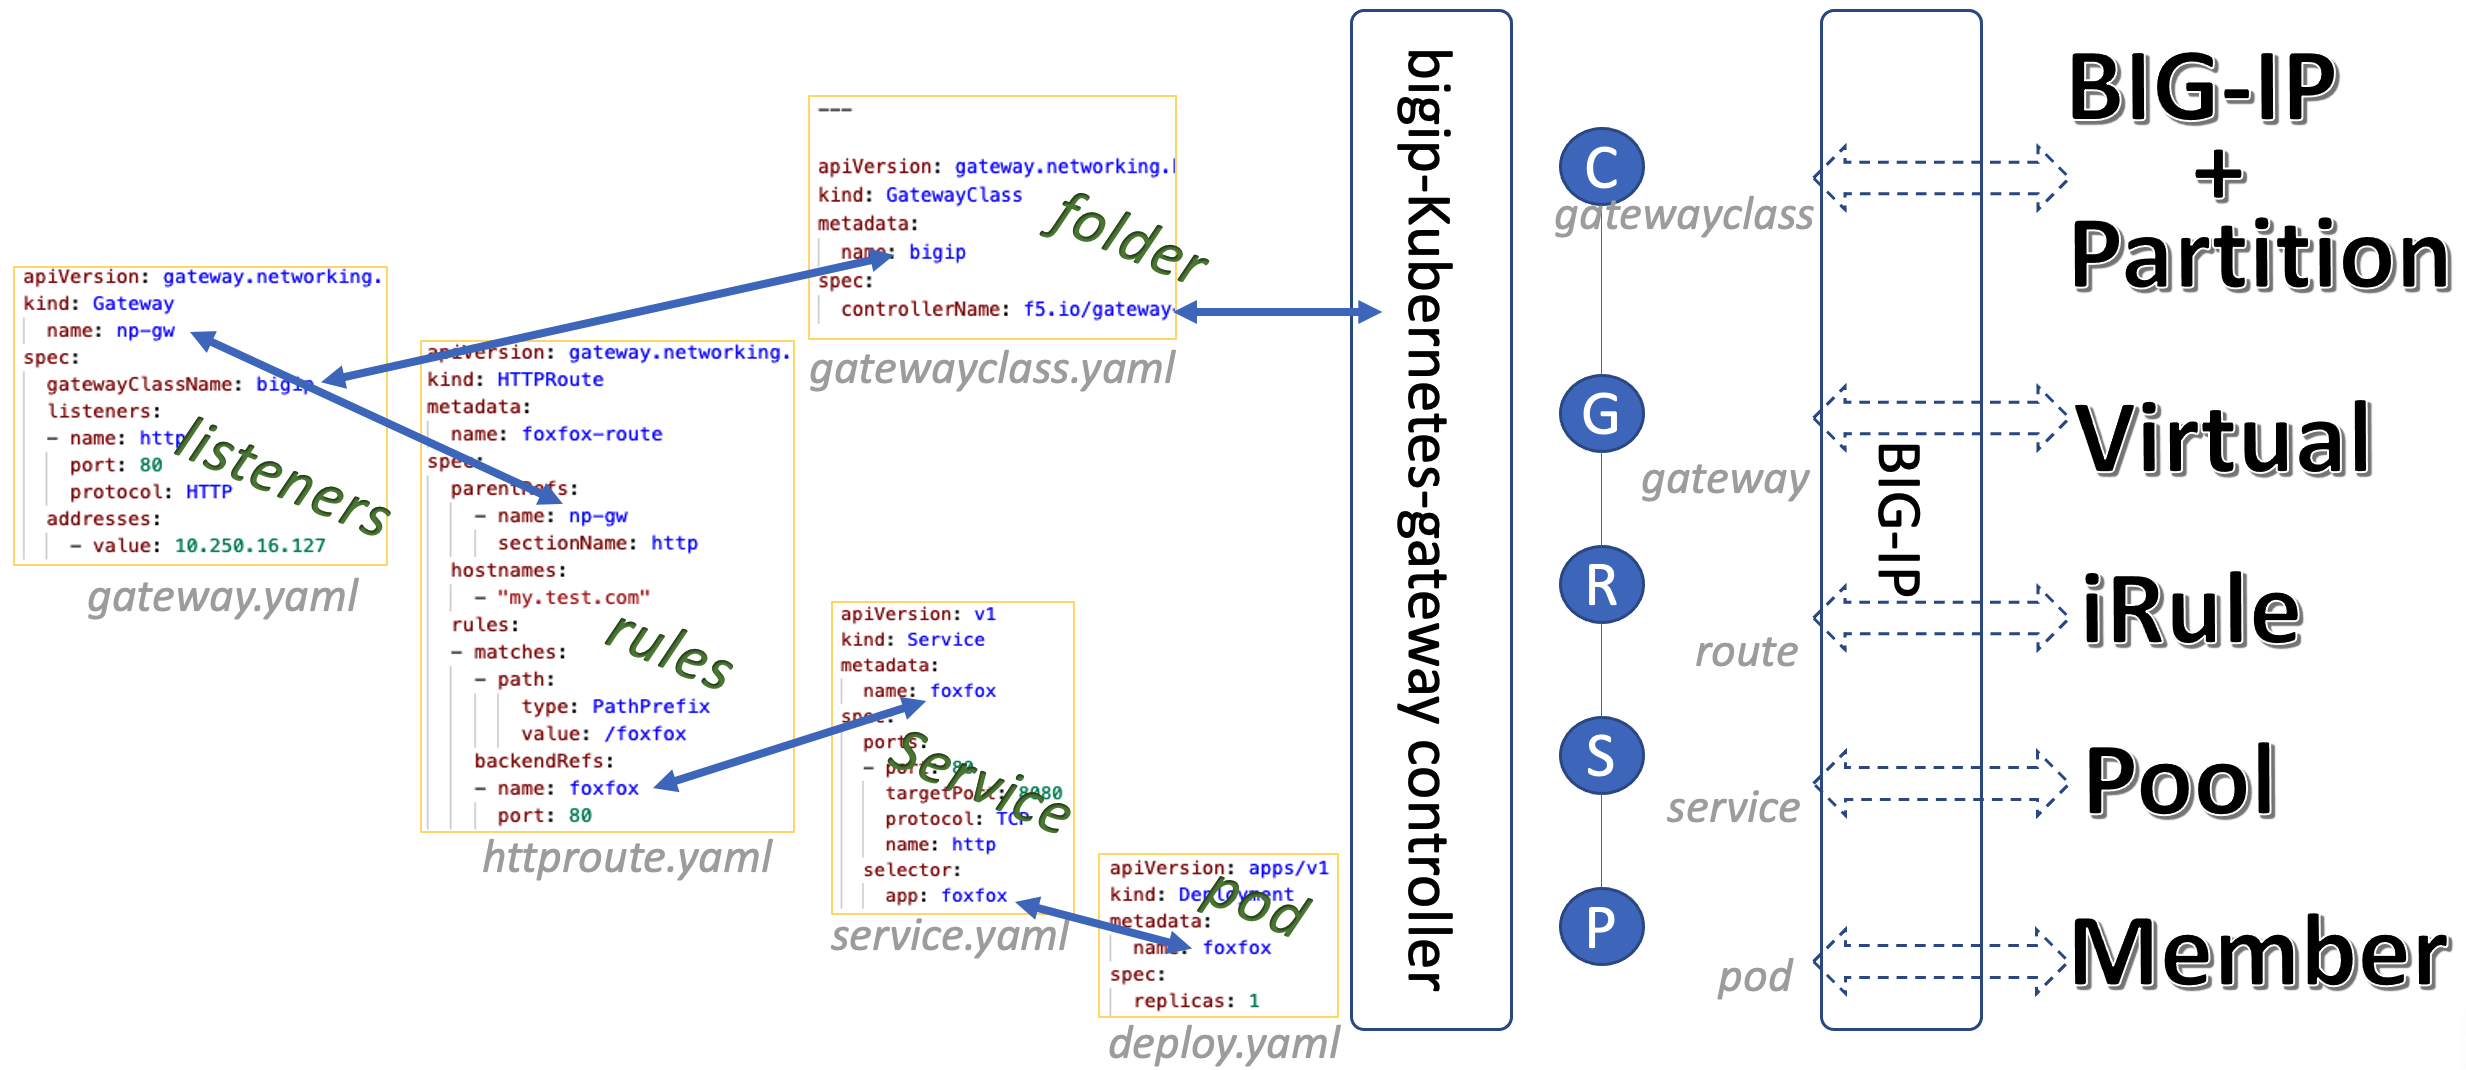 apiVersion: gateway.networking.
kind: Gateway
name: np-gw
spec:
gatewayClassName: bigip
listeners:
- name: http
port: 80
protocol: HTTP
addresses:
- value: 10.250.16.127
listeners
gateway.yaml
apiVersion: gateway.networking.
kind: HTTPRoute
metadata:
name: foxfox-route
spec:
parentRefs:
- name: np-gw
sectionName: http
hostnames:
- "my.test.com"
rules:
- matches:
- path:
type: PathPrefix
value: /foxfox
backendRefs:
- name: foxfox
port: 80
rules
httproute.yaml
---
apiVersion: gateway.networking.
kind: GatewayClass
metadata:
name: bigip
spec:
controllerName: f5.io/gateway
folder
gatewayclass.yaml
apiVersion: v1
kind: Service
metadata:
name: foxfox
spec:
ports:
- port: 80
targetPort: 8080
protocol: TCP
name: http
selector:
app: foxfox
Service
service.yaml
apiVersion: apps/v1
kind: Deployment
metadata:
name: foxfox
spec:
replicas: 1
pod
deploy.yaml
bigip-Kubernetes-gateway controller
C
gatewayclass
G
gateway
R
route
S
service
P
pod
BIG-IP
BIG-IP
+
Partition
Virtual
iRule
Pool
Member